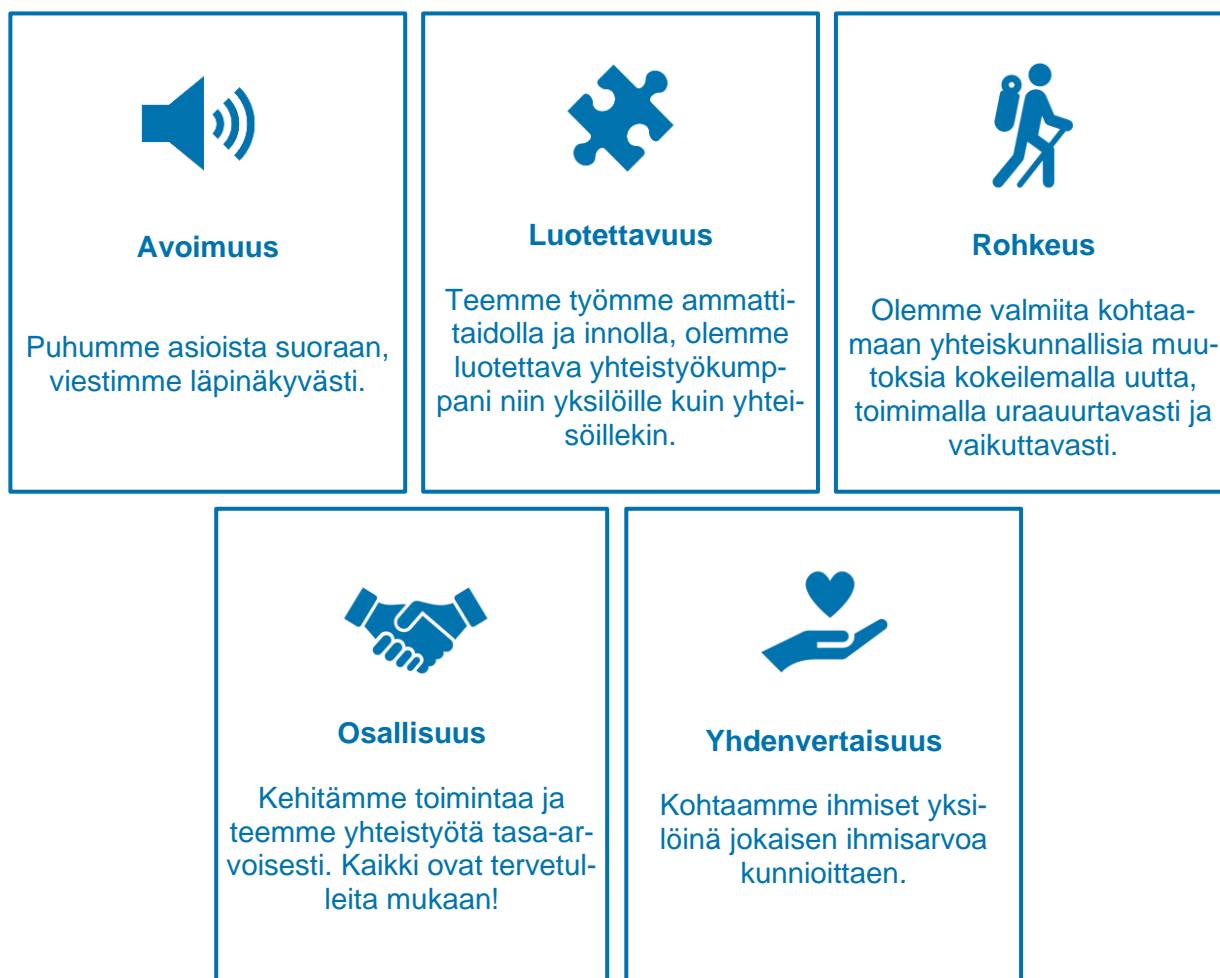 Avoimuus
Puhumme asioista suoraan,
viestimme läpinäkyvästi.
Luotettavuus
Teemme työmme ammatti-
taidolla ja innolla, olemme
luotettava yhteistyökump-
pani niin yksilöille kuin yhtei-
söillekin.
Rohkeus
Olemme valmiita kohtaa-
maan yhteiskunnallisia muu-
toksia kokeilemalla uutta,
toimimalla uraauurtavasti ja
vaikuttavasti.
Osallisuus
Kehitämme toimintaa ja
teemme yhteistyötä tasa-ar-
voisesti. Kaikki ovat tervetul-
leita mukaan!
Yhdenvertaisuus
Kohtaamme ihmiset yksi-
löinä jokaisen ihmisarvoa
kunnioittaen.